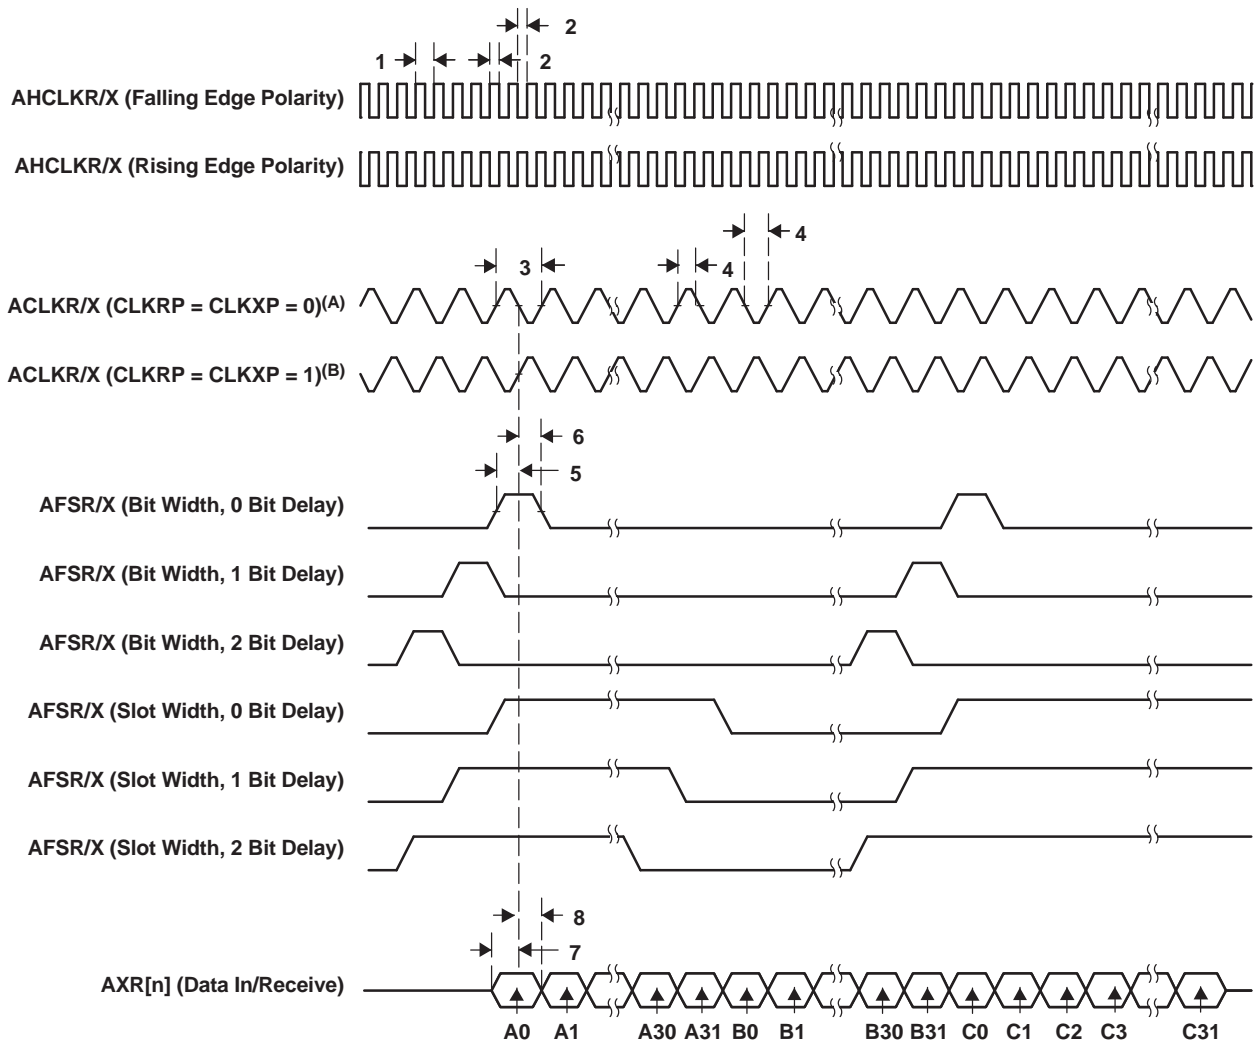 2
1 2
AHCLKR/X (Falling Edge Polarity)
AHCLKR/X (Rising Edge Polarity)
4
3 4
ACLKR/X (CLKRP = CLKXP = 0)(A)
ACLKR/X (CLKRP = CLKXP = 1)(B)
6
5
AFSR/X (Bit Width, 0 Bit Delay)
AFSR/X (Bit Width, 1 Bit Delay)
AFSR/X (Bit Width, 2 Bit Delay)
AFSR/X (Slot Width, 0 Bit Delay)
AFSR/X (Slot Width, 1 Bit Delay)
AFSR/X (Slot Width, 2 Bit Delay)
8
7
AXR[n] (Data In/Receive)
A0 A1 A30 A31 B0 B1 B30 B31 C0 C1 C2 C3 C31